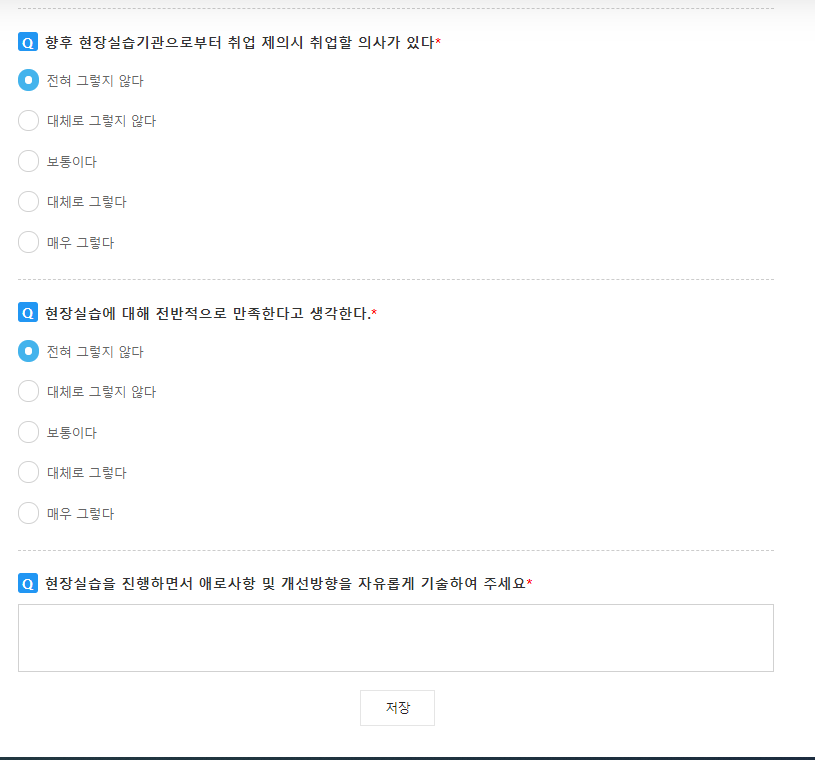 Q 향후 현장실습기관으로부터 취업 제의시 취업할 의사가 있다*
전혀 그렇지 않다
대체로 그렇지 않다
보통이다
대체로 그렇다
매우 그렇다
Q 현장실습에 대해 전반적으로 만족한다고 생각한다.*
전혀 그렇지 않다
대체로 그렇지 않다
보통이다
대체로 그렇다
매우 그렇다
Q 현장실습을 진행하면서 애로사항 및 개선방향을 자유롭게 기술하여 주세요*
저장